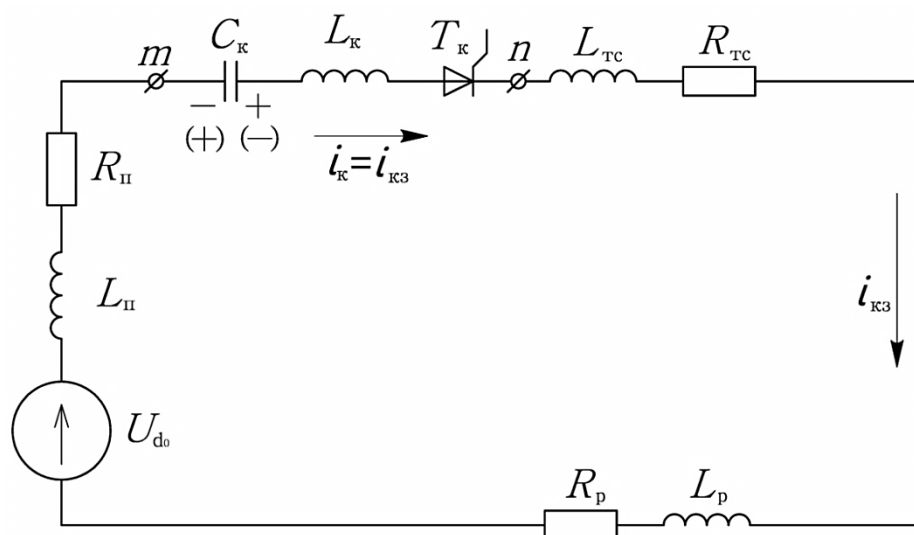 m Cк Lк Tк n Lтс Rтс
− +
(+) (−)
iк=iкз
Rп
Lп
iкз
Ud₀
Rр Lр